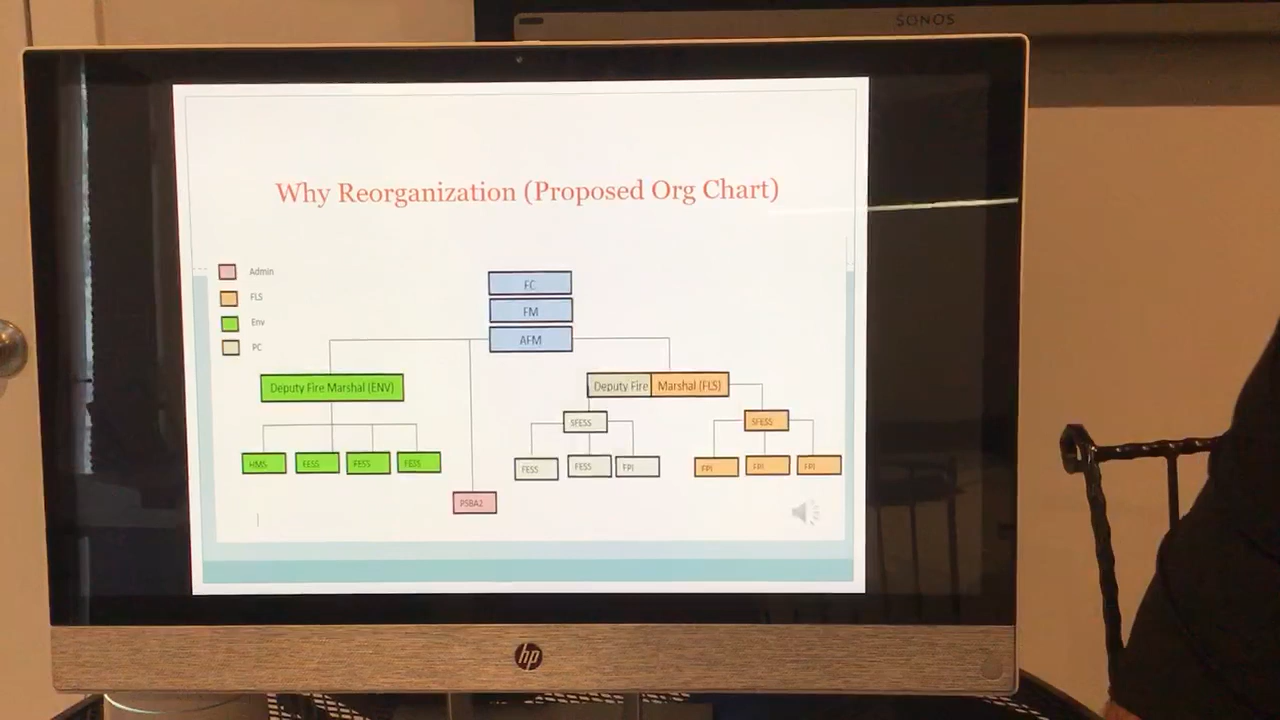 SONOS
Why Reorganization (Proposed Org Chart)
Admin
FLS
Env
PC
FC
FM
AFM
Deputy Fire Marshal (ENV)
Deputy Fire Marshal (FLS)
SFESS
SFESS
HMS
FESS
FESS
FESS
FESS
FESS
FPI
FPI
FPI
FPI
PSBA2
hp